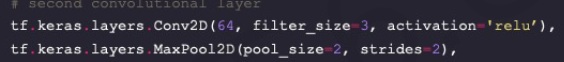 # second convolutional layer
tf.keras.layers.Conv2D(64, filter_size=3, activation='relu’),
tf.keras.layers.MaxPool2D(pool_size=2, strides=2),